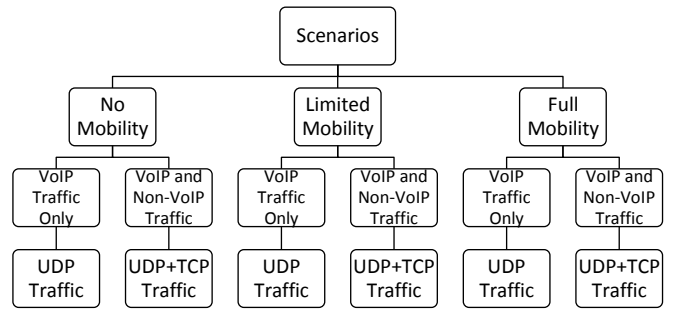 Scenarios
No
Mobility
Limited
Mobility
Full
Mobility
VoIP
Traffic
Only
VoIP and
Non-VoIP
Traffic
VoIP
Traffic
Only
VoIP and
Non-VoIP
Traffic
VoIP
Traffic
Only
VoIP and
Non-VoIP
Traffic
UDP
Traffic
UDP+TCP
Traffic
UDP
Traffic
UDP+TCP
Traffic
UDP
Traffic
UDP+TCP
Traffic